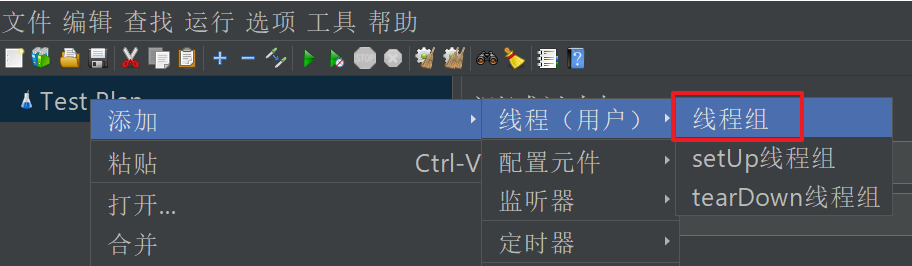 文件 编辑 查找 运行 选项 工具 帮助
STOP
Test Plan
添加
线程（用户）
线程组
粘贴 Ctrl-V
配置元件
setUp线程组
打开...
监听器
tearDown线程组
合并
定时器